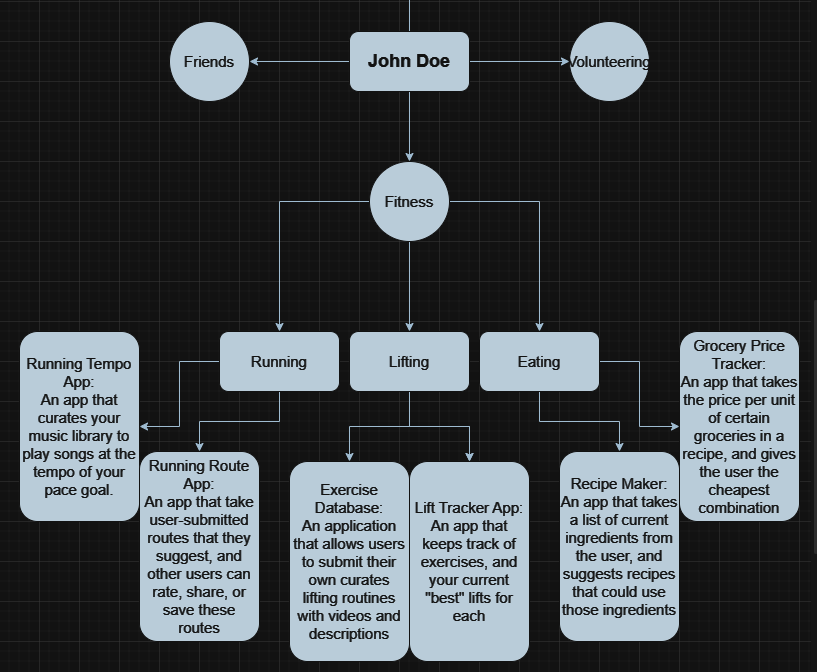 Friends
John Doe
Volunteering
Fitness
Running
Lifting
Eating
Running Tempo
App:
An app that
curates your
music library to
play songs at the
tempo of your
pace goal.
Running Route
App:
An app that take
user-submitted
routes that they
suggest, and
other users can
rate, share, or
save these
routes
Exercise
Database:
An application
that allows users
to submit their
own curates
lifting routines
with videos and
descriptions
Lift Tracker App:
An app that
keeps track of
exercises, and
your current
"best" lifts for
each
Recipe Maker:
An app that takes
a list of current
ingredients from
the user, and
suggests recipes
that could use
those ingredients
Grocery Price
Tracker:
An app that takes
the price per unit
of certain
groceries in a
recipe, and gives
the user the
cheapest
combination